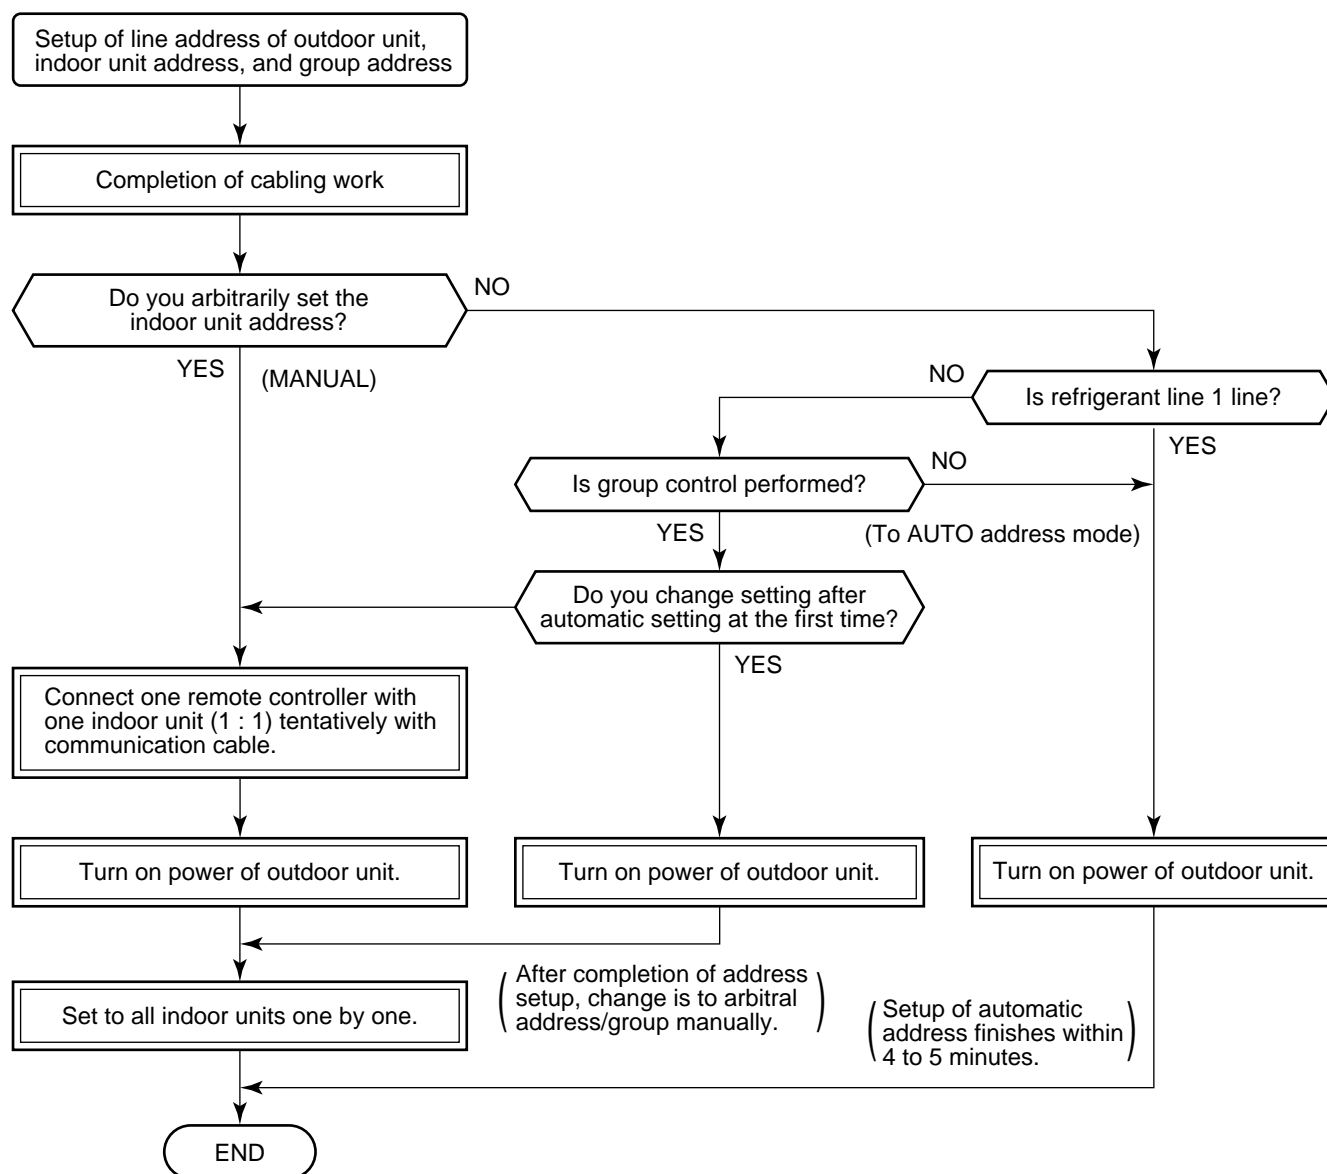 Setup of line address of outdoor unit,
indoor unit address, and group address
Completion of cabling work
Do you arbitrarily set the
indoor unit address?
NO
YES
(MANUAL)
NO
Is refrigerant line 1 line?
YES
Is group control performed?
NO
YES
(To AUTO address mode)
Do you change setting after
automatic setting at the first time?
YES
Connect one remote controller with
one indoor unit (1 : 1) tentatively with
communication cable.
Turn on power of outdoor unit.
Turn on power of outdoor unit.
Turn on power of outdoor unit.
After completion of address
setup, change is to arbitral
address/group manually.
Set to all indoor units one by one.
Setup of automatic
address finishes within
4 to 5 minutes.
END